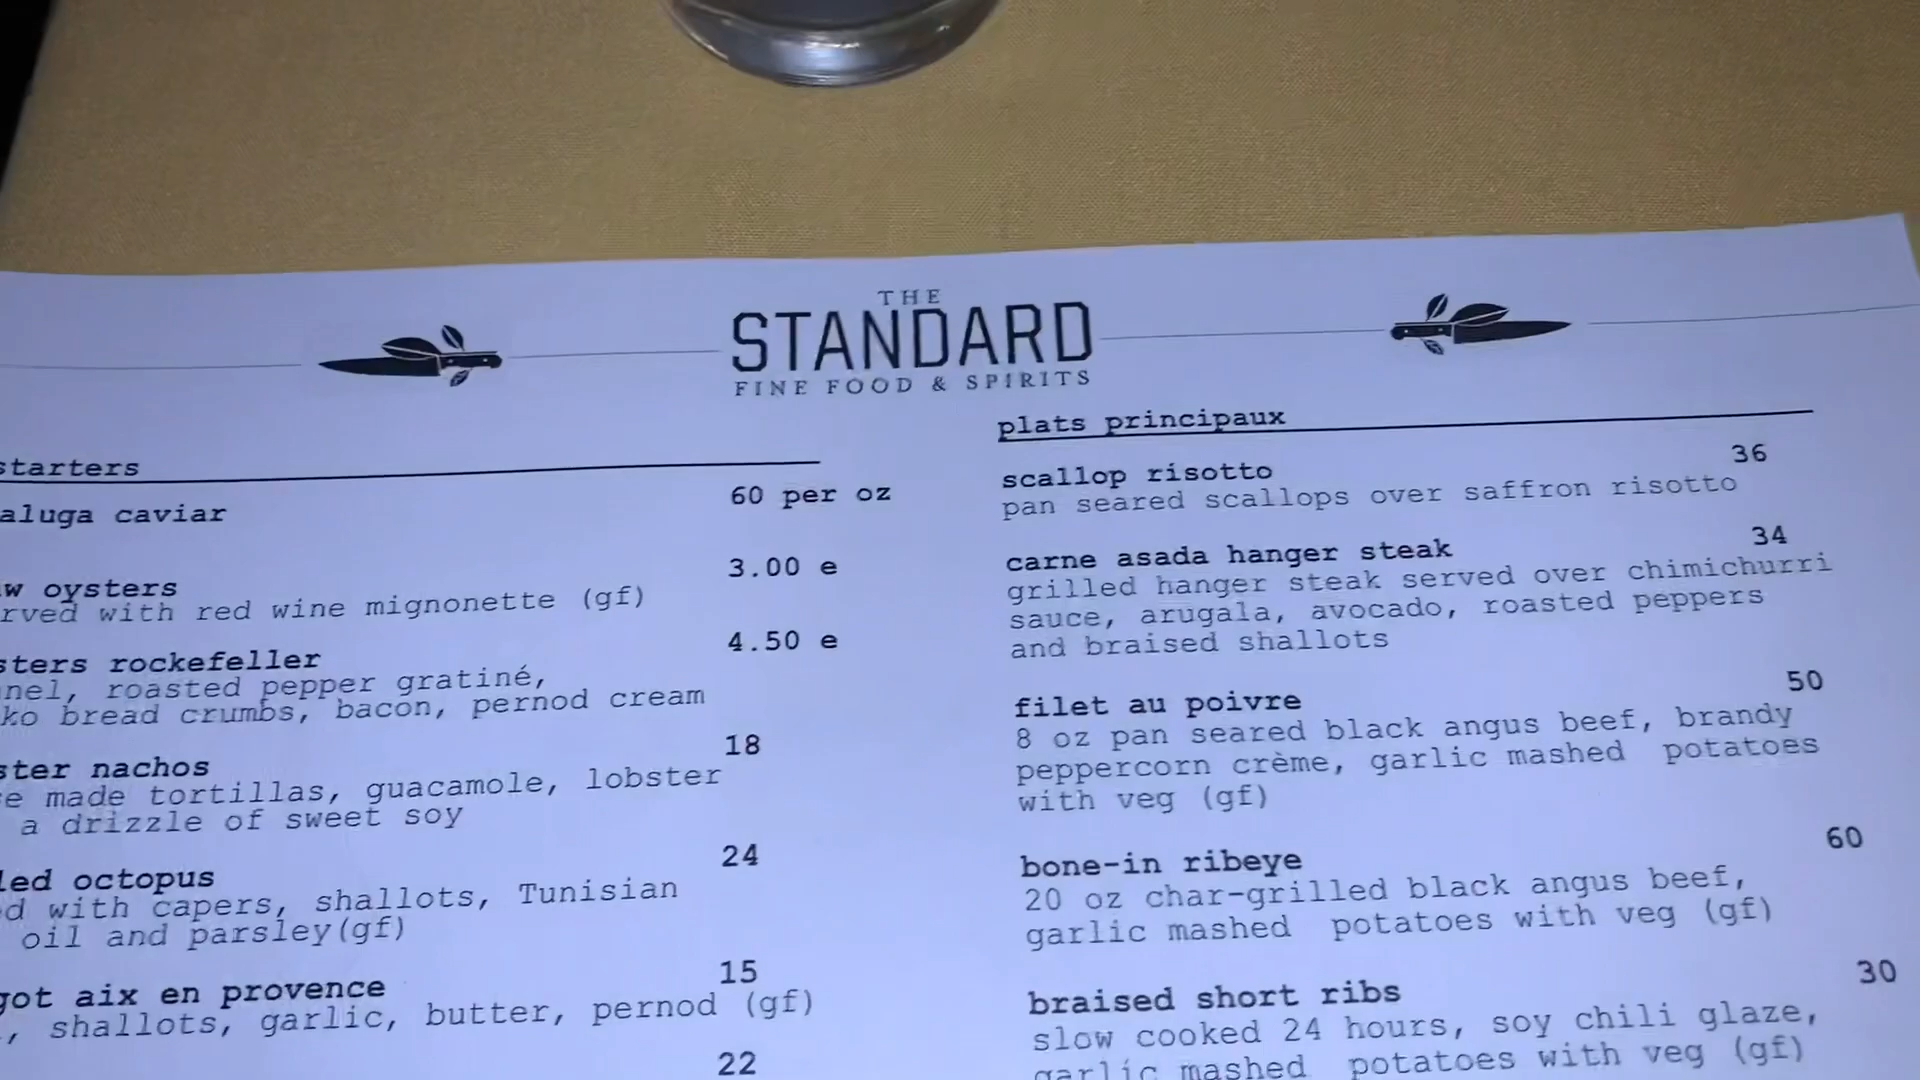 THE
STANDARD
FINE FOOD & SPIRITS
starters
aluga caviar 60 per oz
w oysters 3.00 e
rved with red wine mignonette (gf)
sters rockefeller 4.50 e
nel, roasted pepper gratiné,
ko bread crumbs, bacon, pernod cream
ster nachos 18
e made tortillas, guacamole, lobster
a drizzle of sweet soy
led octopus 24
d with capers, shallots, Tunisian
oil and parsley(gf)
got aix en provence 15
, shallots, garlic, butter, pernod (gf)
22
plats principaux
scallop risotto 36
pan seared scallops over saffron risotto
carne asada hanger steak 34
grilled hanger steak served over chimichurri
sauce, arugala, avocado, roasted peppers
and braised shallots
filet au poivre 50
8 oz pan seared black angus beef, brandy
peppercorn crème, garlic mashed potatoes
with veg (gf)
bone-in ribeye 60
20 oz char-grilled black angus beef,
garlic mashed potatoes with veg (gf)
braised short ribs 30
slow cooked 24 hours, soy chili glaze,
garlic mashed potatoes with veg (gf)